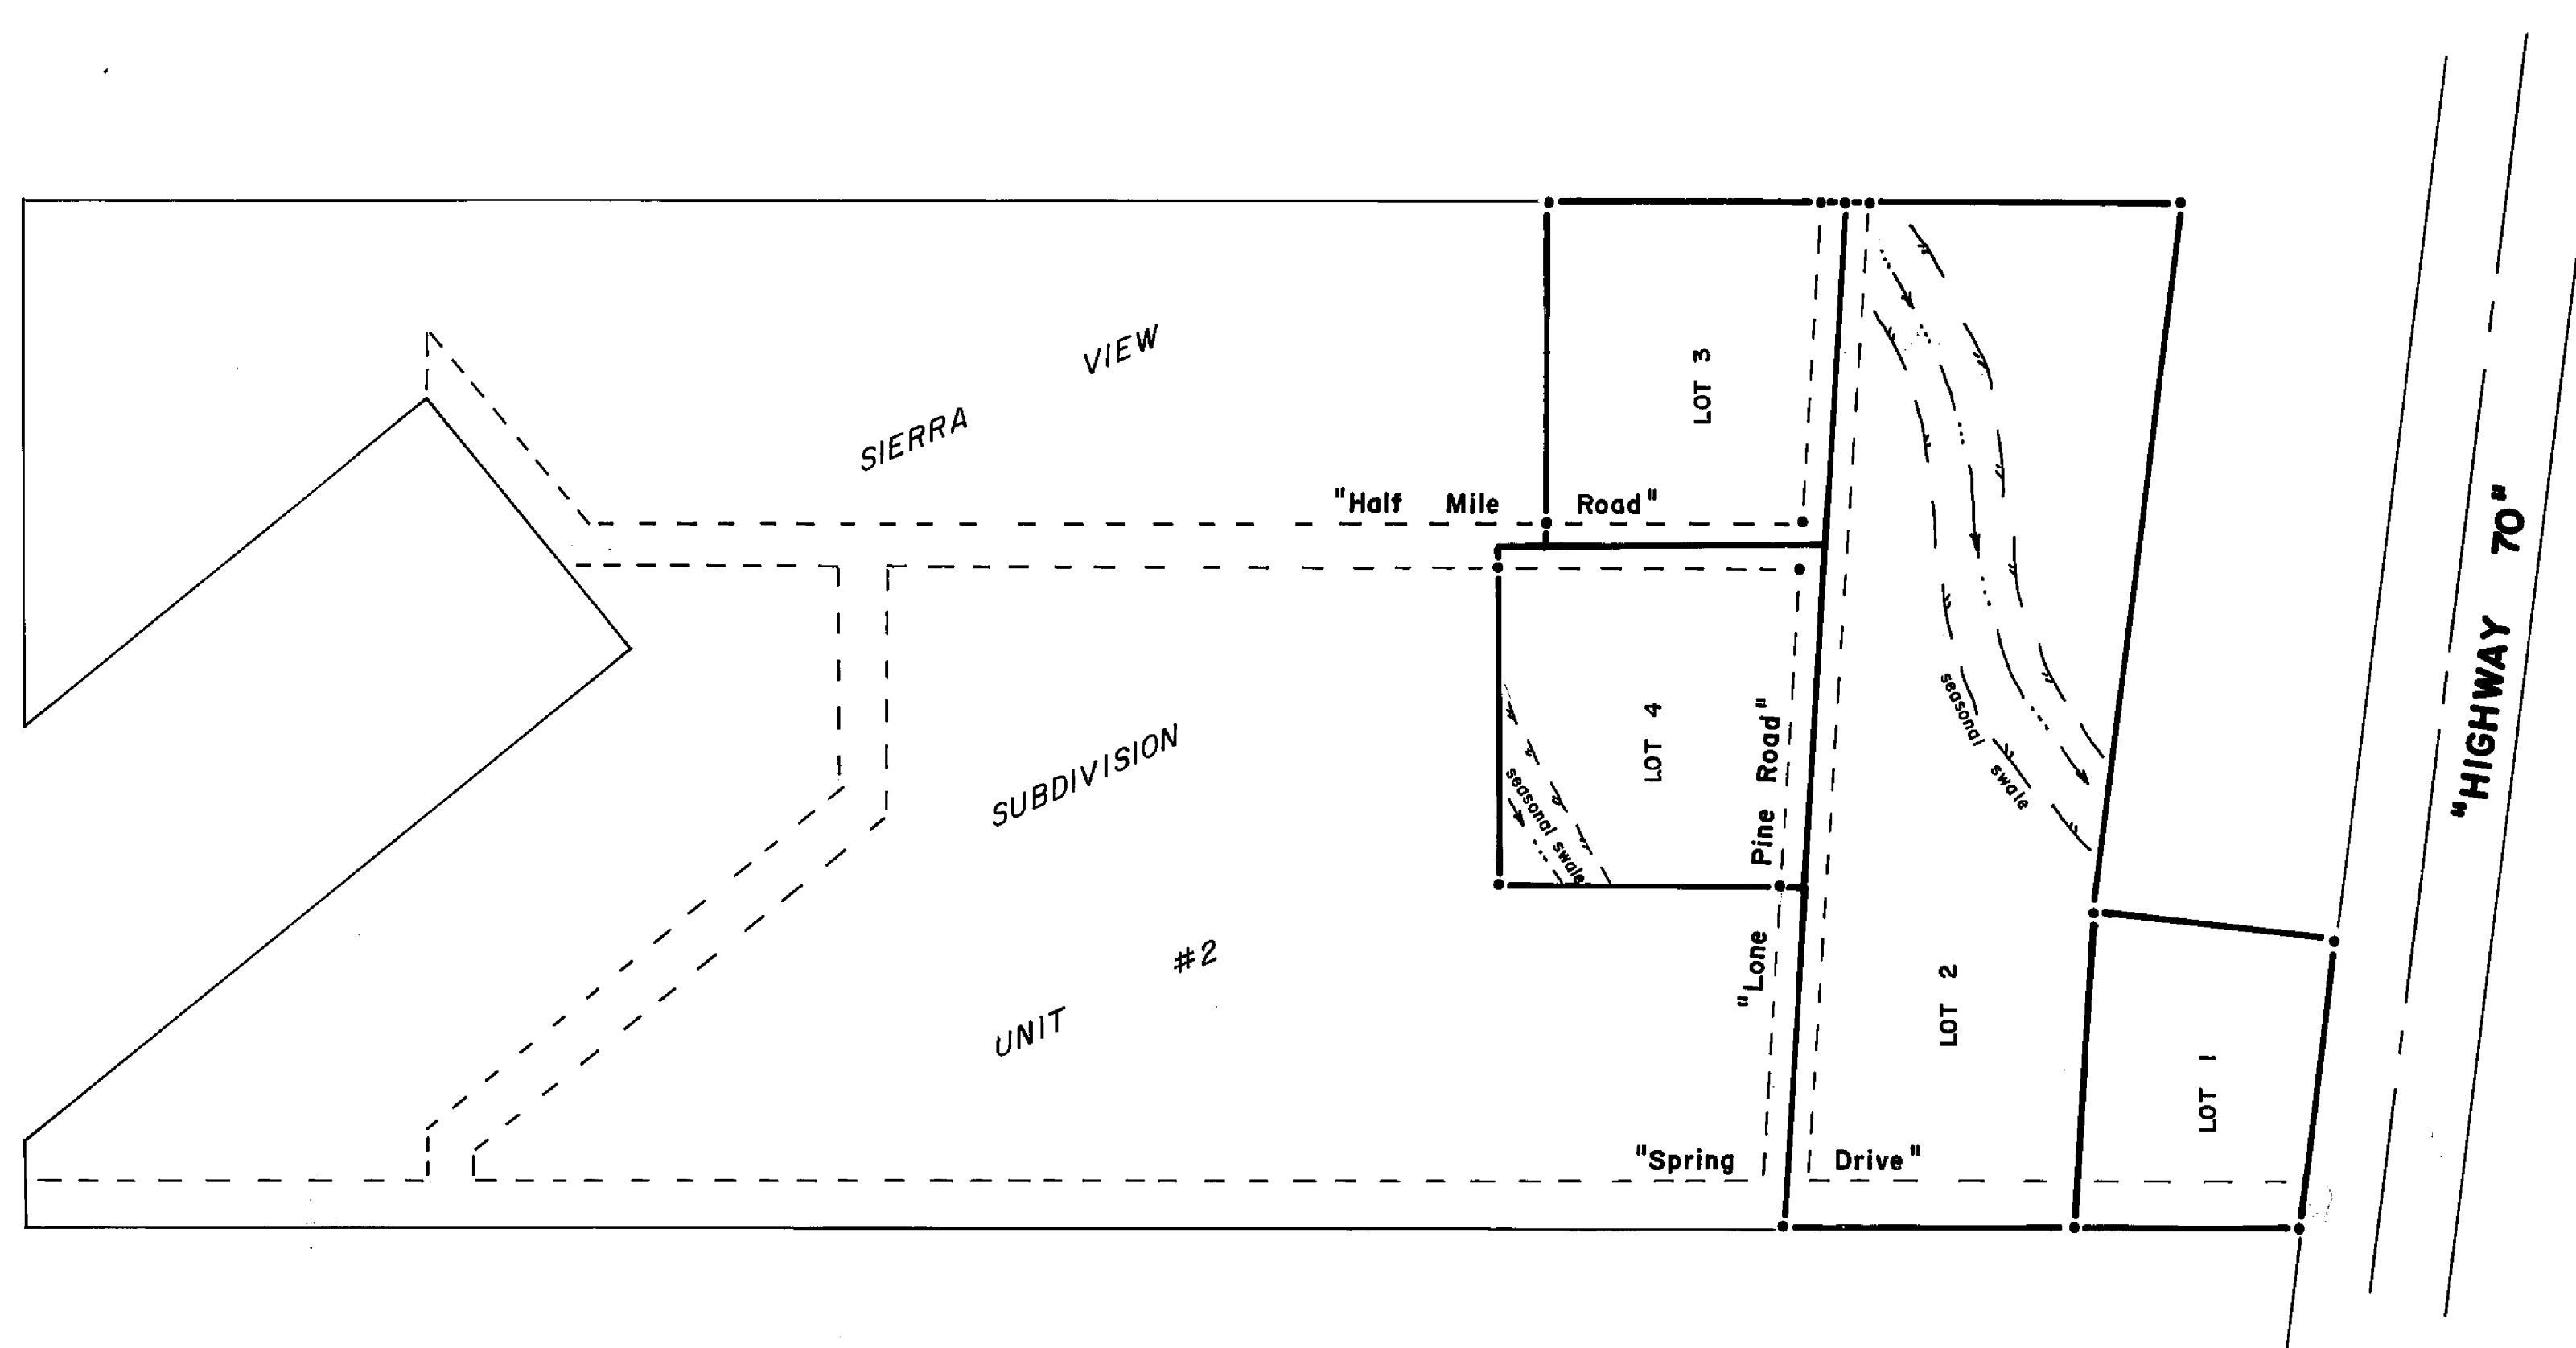 SIERRA VIEW
SUBDIVISION
UNIT #2
"Half Mile Road"
LOT 3
LOT 4
seasonal swale
"Lone Pine Road"
seasonal swale
LOT 2
LOT 1
"Spring Drive"
"HIGHWAY 70"